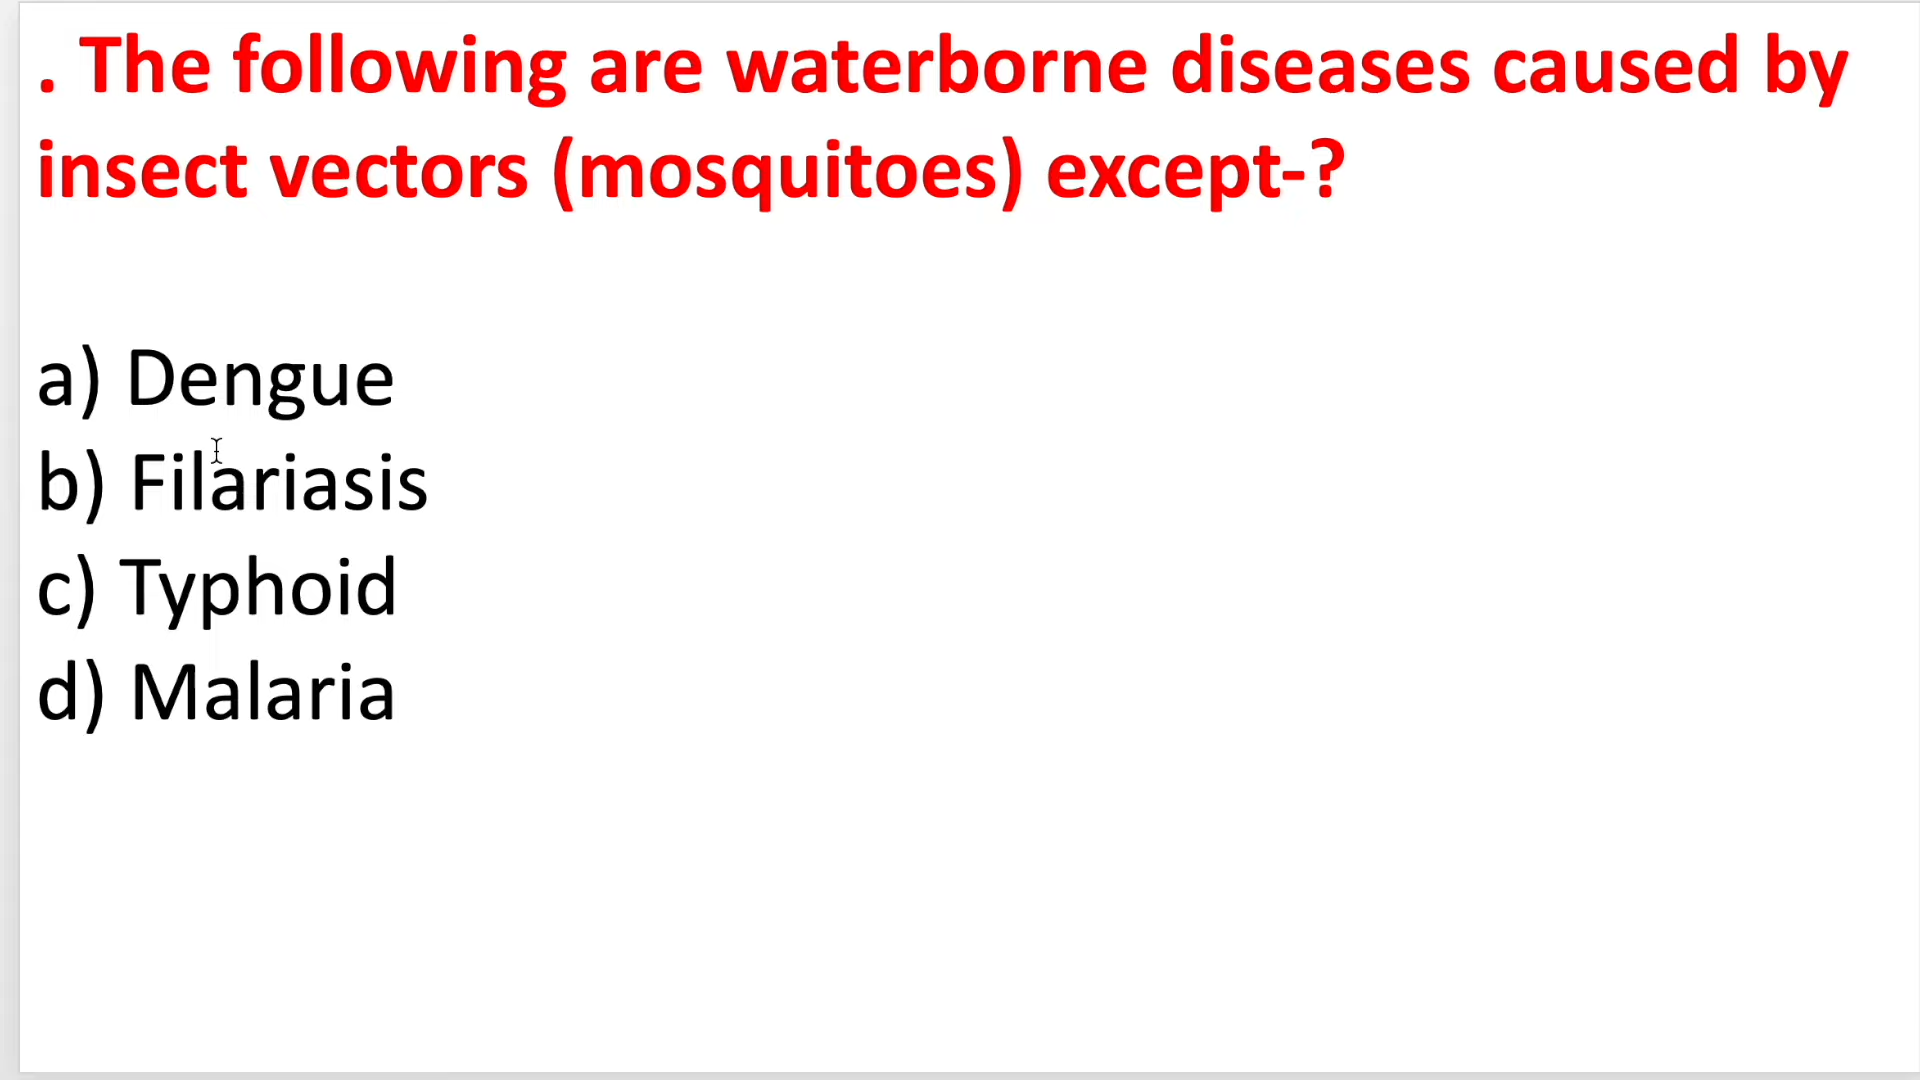 . The following are waterborne diseases caused by
insect vectors (mosquitoes) except-?
a) Dengue
b) Filariasis
c) Typhoid
d) Malaria